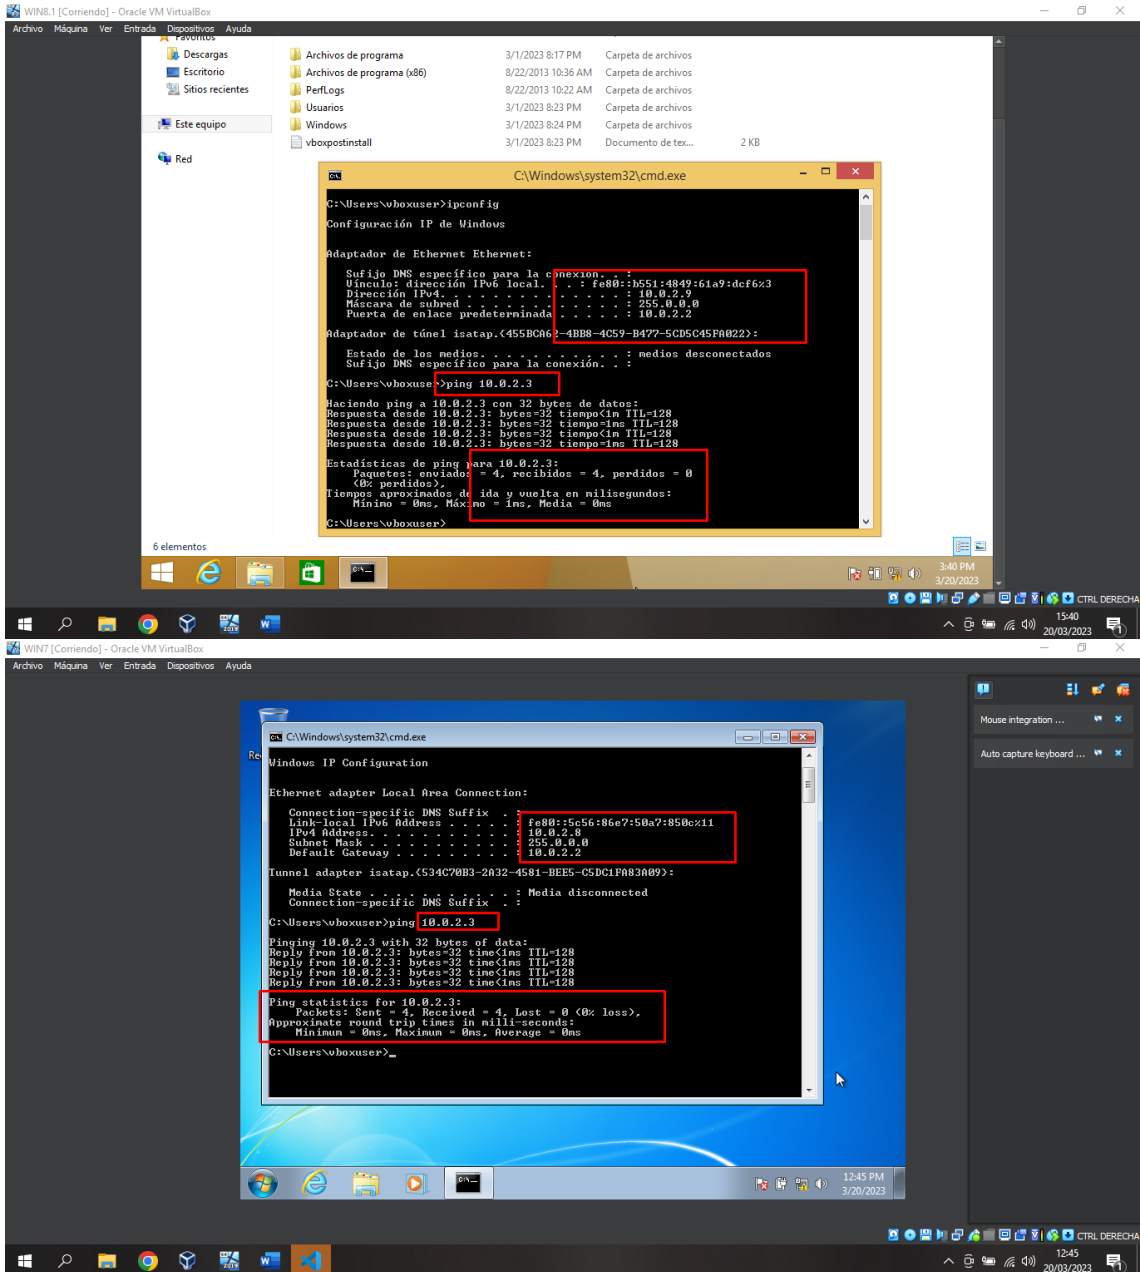 WIN8.1 [Corriendo] - Oracle VM VirtualBox
Archivo Máquina Ver Entrada Dispositivos Ayuda
Favoritos
Descargas
Escritorio
Sitios recientes
Este equipo
Red
Archivos de programa 3/1/2023 8:17 PM Carpeta de archivos
Archivos de programa (x86) 8/22/2013 10:36 AM Carpeta de archivos
PerfLogs 8/22/2013 10:22 AM Carpeta de archivos
Usuarios 3/1/2023 8:23 PM Carpeta de archivos
Windows 3/1/2023 8:24 PM Carpeta de archivos
vboxpostinstall 3/1/2023 8:23 PM Documento de tex... 2 KB
C:\Windows\system32\cmd.exe
C:\Users\vboxuser>ipconfig
Configuración IP de Windows
Adaptador de Ethernet Ethernet:
Sufijo DNS específico para la conexión. . :
Vínculo: dirección IPv6 local. . . : fe80::b551:4849:61a9:dcf6%3
Dirección IPv4. . . . . . . . . . . . . . : 10.0.2.9
Máscara de subred . . . . . . . . . . . . : 255.0.0.0
Puerta de enlace predeterminada . . . . . : 10.0.2.2
Adaptador de túnel isatap.{455BCA62-4BB8-4C59-B477-5CD5C45FA022}:
Estado de los medios. . . . . . . . . . . : medios desconectados
Sufijo DNS específico para la conexión. . :
C:\Users\vboxuser>ping 10.0.2.3
Haciendo ping a 10.0.2.3 con 32 bytes de datos:
Respuesta desde 10.0.2.3: bytes=32 tiempo<1m TTL=128
Respuesta desde 10.0.2.3: bytes=32 tiempo=1ms TTL=128
Respuesta desde 10.0.2.3: bytes=32 tiempo<1m TTL=128
Respuesta desde 10.0.2.3: bytes=32 tiempo=1ms TTL=128
Estadísticas de ping para 10.0.2.3:
Paquetes: enviados = 4, recibidos = 4, perdidos = 0
(0% perdidos),
Tiempos aproximados de ida y vuelta en milisegundos:
Mínimo = 0ms, Máximo = 1ms, Media = 0ms
C:\Users\vboxuser>
6 elementos
3:40 PM
3/20/2023
CTRL DERECHA
15:40
20/03/2023
WIN7 [Corriendo] - Oracle VM VirtualBox
Archivo Máquina Ver Entrada Dispositivos Ayuda
Mouse integration ...
Auto capture keyboard ...
C:\Windows\system32\cmd.exe
Windows IP Configuration
Ethernet adapter Local Area Connection:
Connection-specific DNS Suffix . :
Link-local IPv6 Address . . . . . : fe80::5c56:86e7:50a7:850c%11
IPv4 Address. . . . . . . . . . . : 10.0.2.8
Subnet Mask . . . . . . . . . . . : 255.0.0.0
Default Gateway . . . . . . . . . : 10.0.2.2
Tunnel adapter isatap.{534C70B3-2A32-4581-BEE5-C5DC1FA83A09}:
Media State . . . . . . . . . . . : Media disconnected
Connection-specific DNS Suffix . :
C:\Users\vboxuser>ping 10.0.2.3
Pinging 10.0.2.3 with 32 bytes of data:
Reply from 10.0.2.3: bytes=32 time<1ms TTL=128
Reply from 10.0.2.3: bytes=32 time<1ms TTL=128
Reply from 10.0.2.3: bytes=32 time<1ms TTL=128
Reply from 10.0.2.3: bytes=32 time<1ms TTL=128
Ping statistics for 10.0.2.3:
Packets: Sent = 4, Received = 4, Lost = 0 (0% loss),
Approximate round trip times in milli-seconds:
Minimum = 0ms, Maximum = 0ms, Average = 0ms
C:\Users\vboxuser>_
12:45 PM
3/20/2023
CTRL DERECHA
12:45
20/03/2023